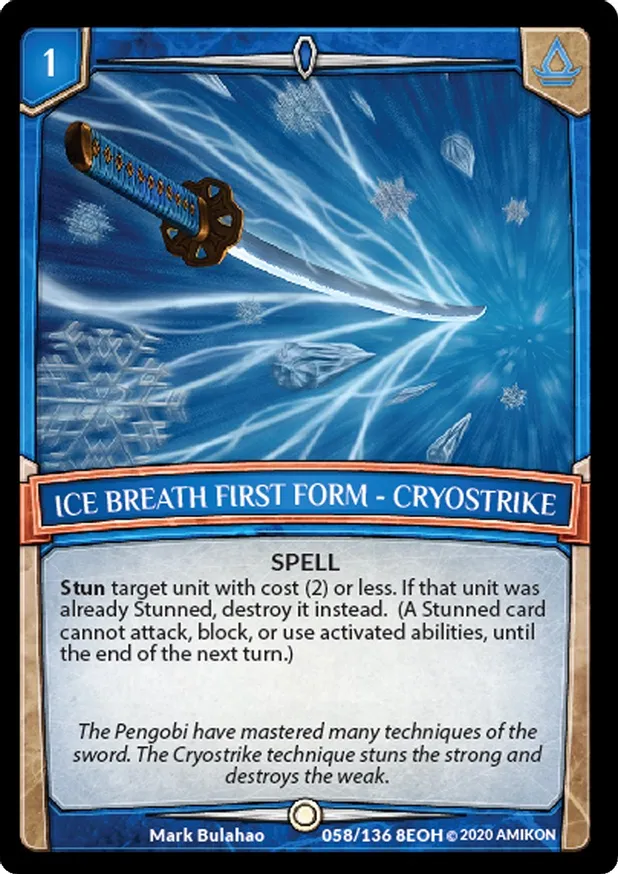 1
ICE BREATH FIRST FORM - CRYOSTRIKE
SPELL
Stun target unit with cost (2) or less. If that unit was
already Stunned, destroy it instead. (A Stunned card
cannot attack, block, or use activated abilities, until
the end of the next turn.)
The Pengobi have mastered many techniques of the
sword. The Cryostrike technique stuns the strong and
destroys the weak.
Mark Bulahao 058/136 8EOH © 2020 AMIKON